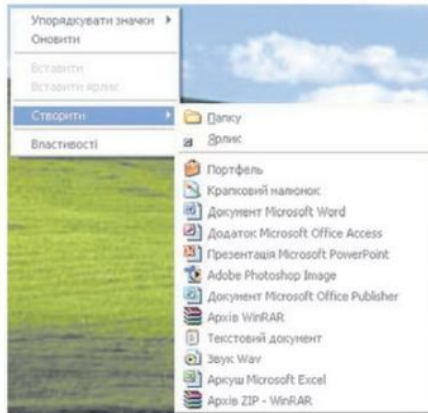 Упорядкувати значки
Оновити
Вставити
Вставити ярлик
Створити
Властивості
Папку
Ярлик
Портфель
Крапковий малюнок
Документ Microsoft Word
Додаток Microsoft Office Access
Презентація Microsoft PowerPoint
Adobe Photoshop Image
Документ Microsoft Office Publisher
Архів WinRAR
Текстовий документ
Звук Wav
Аркуш Microsoft Excel
Архів ZIP - WinRAR